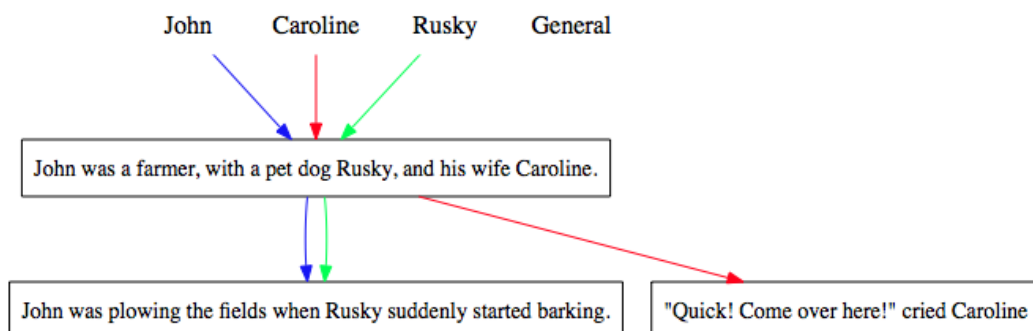 John Caroline Rusky General
John was a farmer, with a pet dog Rusky, and his wife Caroline.
John was plowing the fields when Rusky suddenly started barking.
"Quick! Come over here!" cried Caroline